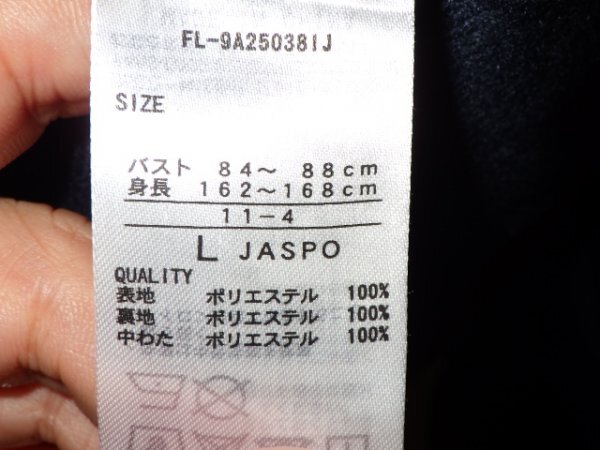 FL-9A25038IJ
SIZE
バスト 84～ 88cm
身長 162～168cm
11-4
L JASPO
QUALITY
表地 ポリエステル 100%
裏地 ポリエステル 100%
中わた ポリエステル 100%